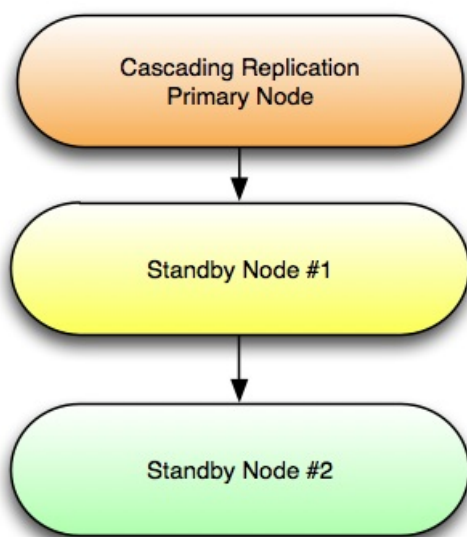 Cascading Replication
Primary Node
Standby Node #1
Standby Node #2